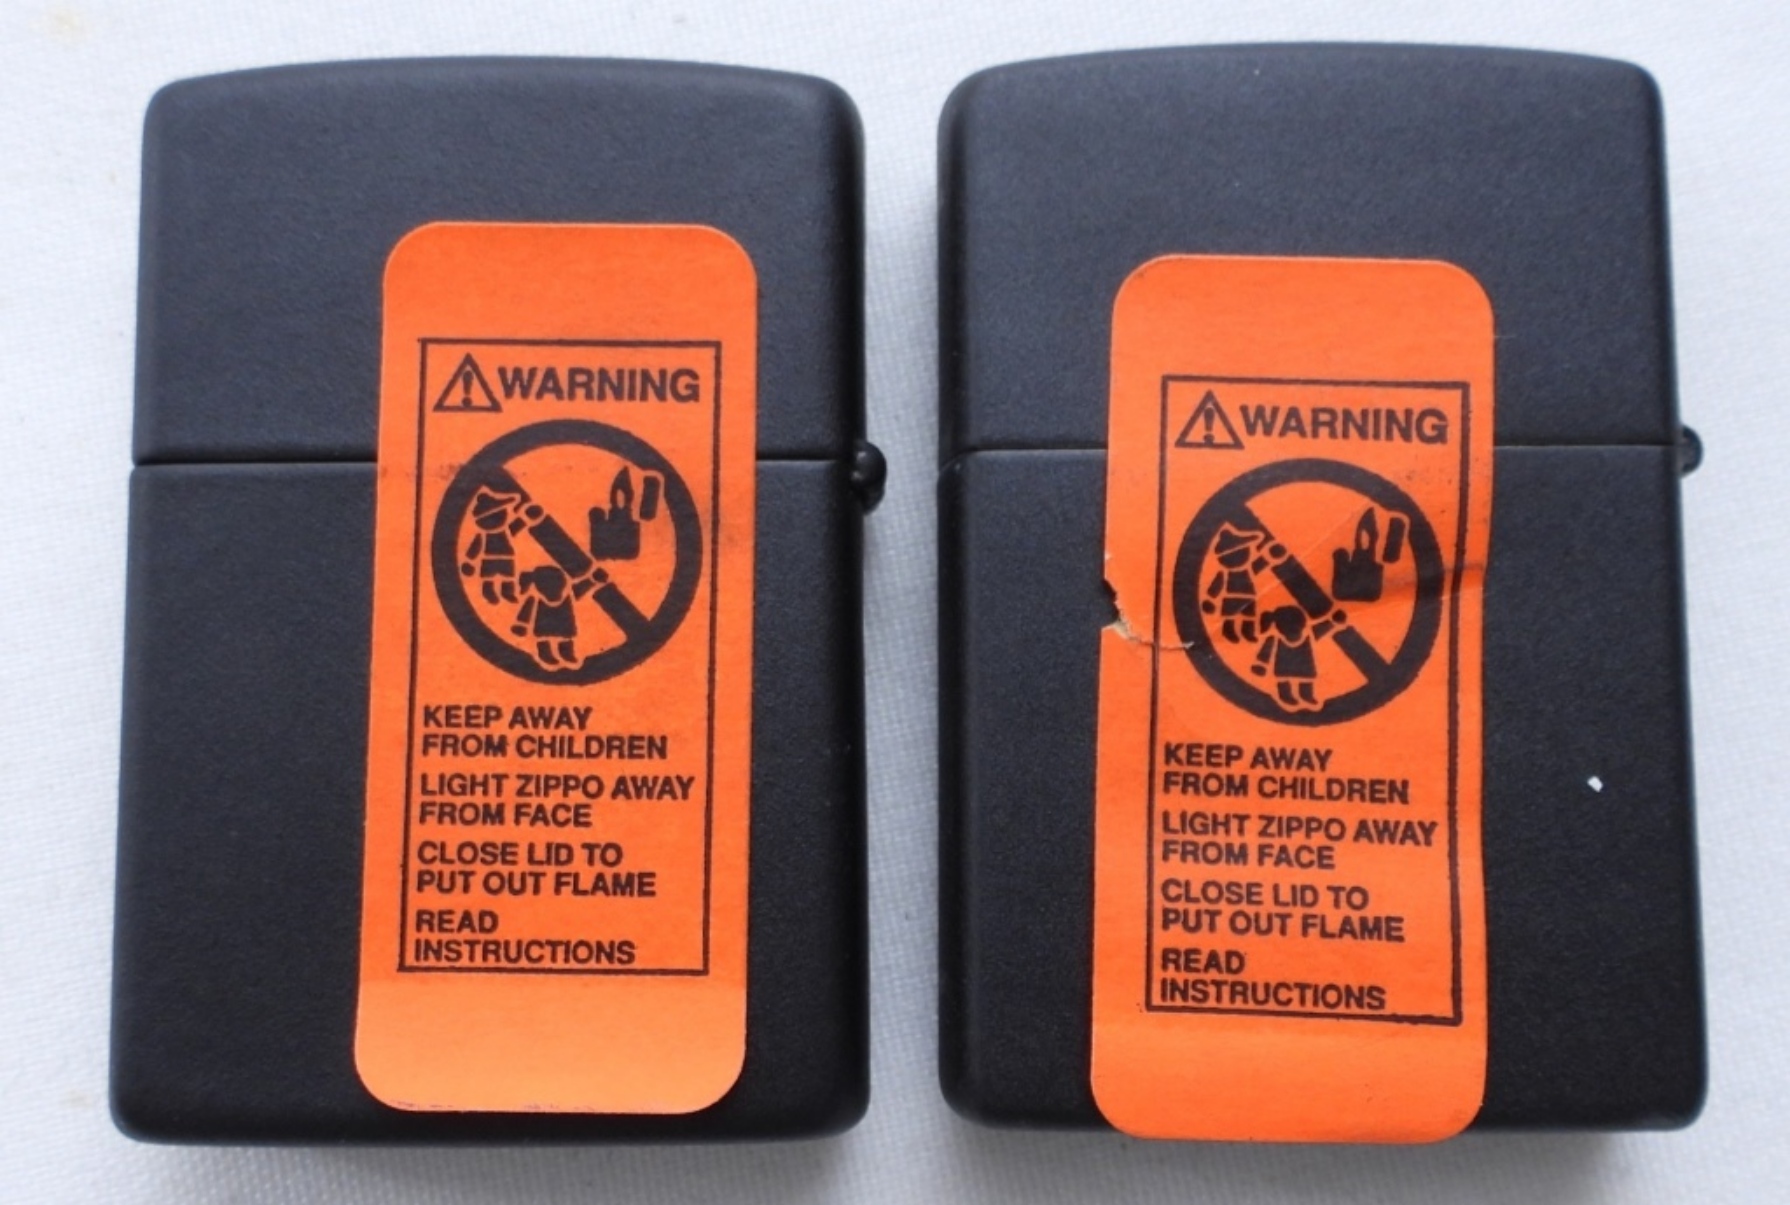 WARNING
KEEP AWAY
FROM CHILDREN
LIGHT ZIPPO AWAY
FROM FACE
CLOSE LID TO
PUT OUT FLAME
READ
INSTRUCTIONS
WARNING
KEEP AWAY
FROM CHILDREN
LIGHT ZIPPO AWAY
FROM FACE
CLOSE LID TO
PUT OUT FLAME
READ
INSTRUCTIONS